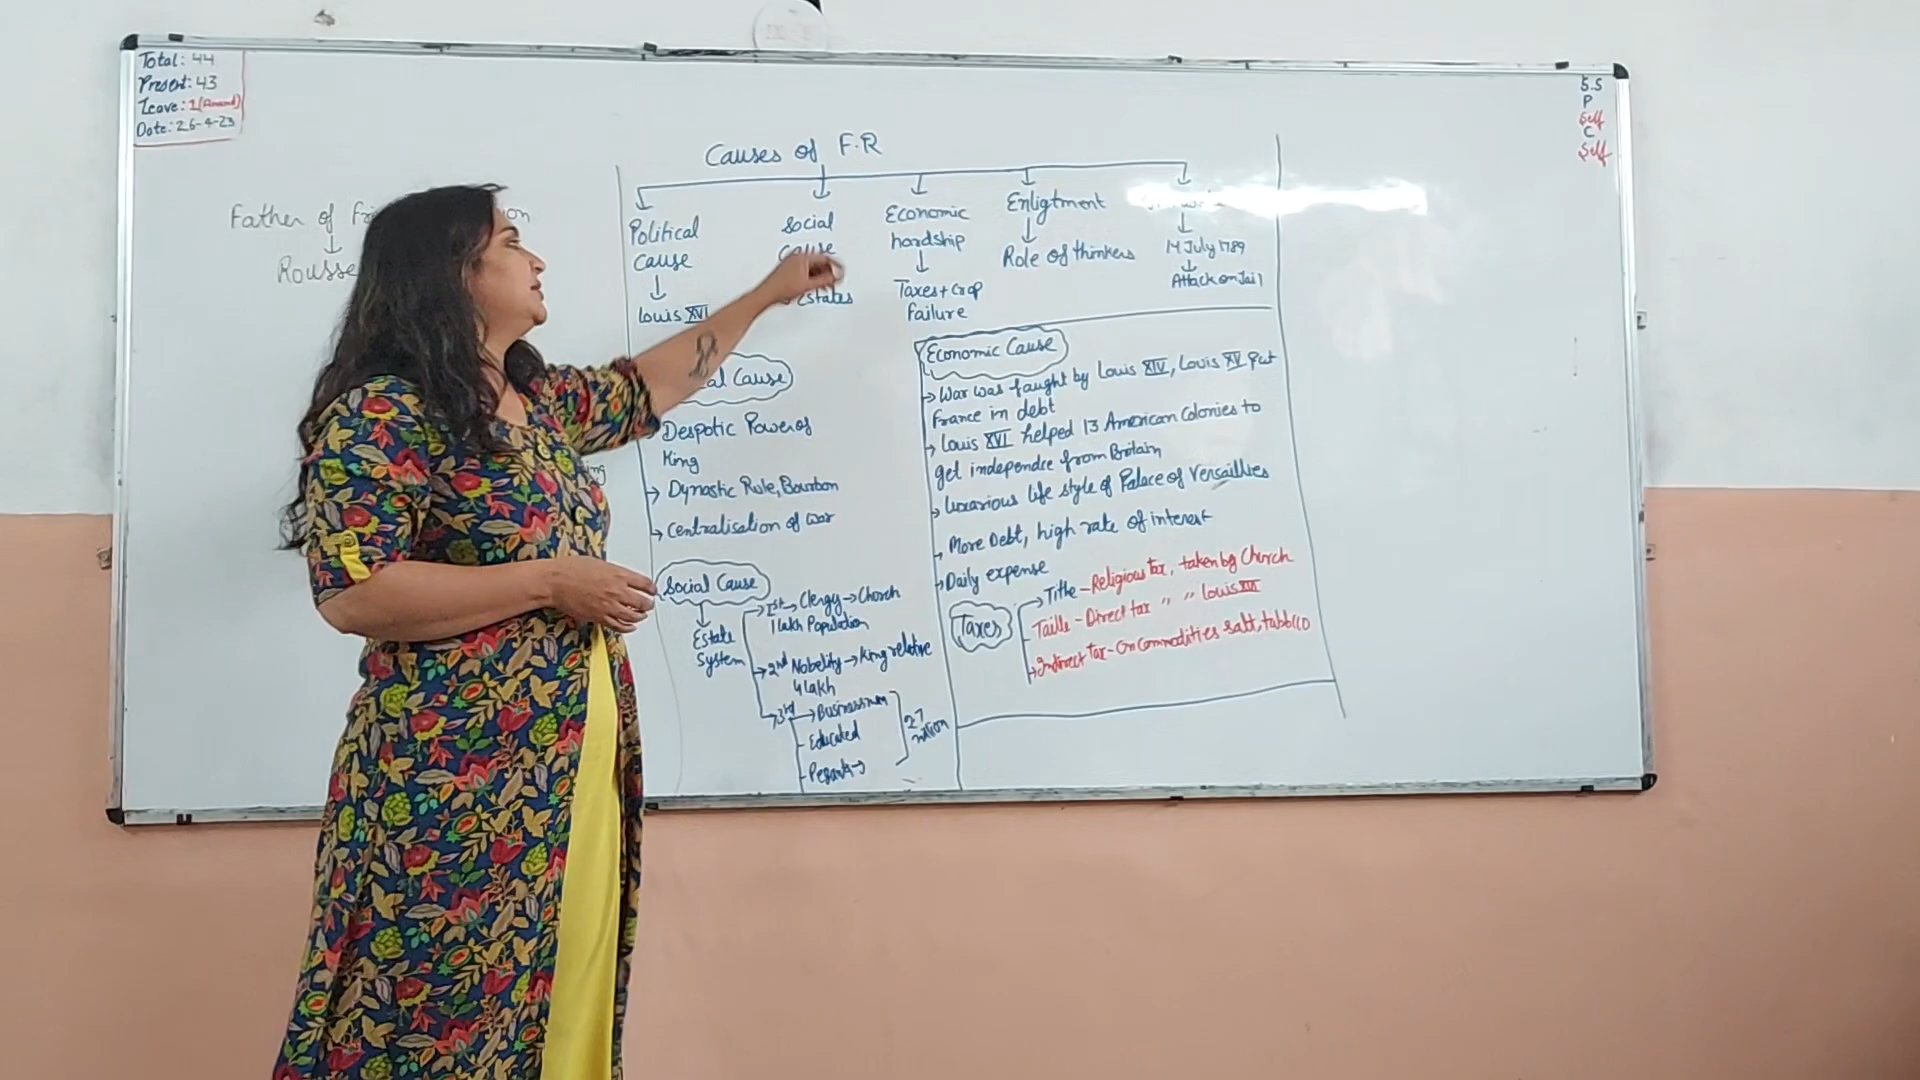 Total: 44
Present: 43
Leave: 1 (Anand)
Date: 26-4-23
S.S
P
Self
C
Self
Father of
Causes of F.R
Political
Cause
Louis XVI
Social
Cause
Estates
Economic
hardship
Taxes + Crop
failure
Enligtment
Role of thinkers
14 July 1789
Attack on Jail
Cause
Despotic Power of
King
Dynastic Rule, Bourbon
Centralisation of war
Social Cause
Estate
System
1st → Clergy → Church
1 lakh Population
2nd Nobelity → King relative
4 lakh
3rd → Businessmen
- Educated
27
million
Economic Cause
→ War was faught by Louis XIV, Louis XV put
France in debt
→ Louis XVI helped 13 American Colonies to
get independce from Britain
→ Luxarious life style of Palace of Versaillies
→ More Debt, high rate of interest
→ Daily expense
Taxes
→ Tithe - Religious tax, taken by Church
Taille - Direct tax " " Louis XVI
→ Indirect tax - On Commodities salt, tabbcco